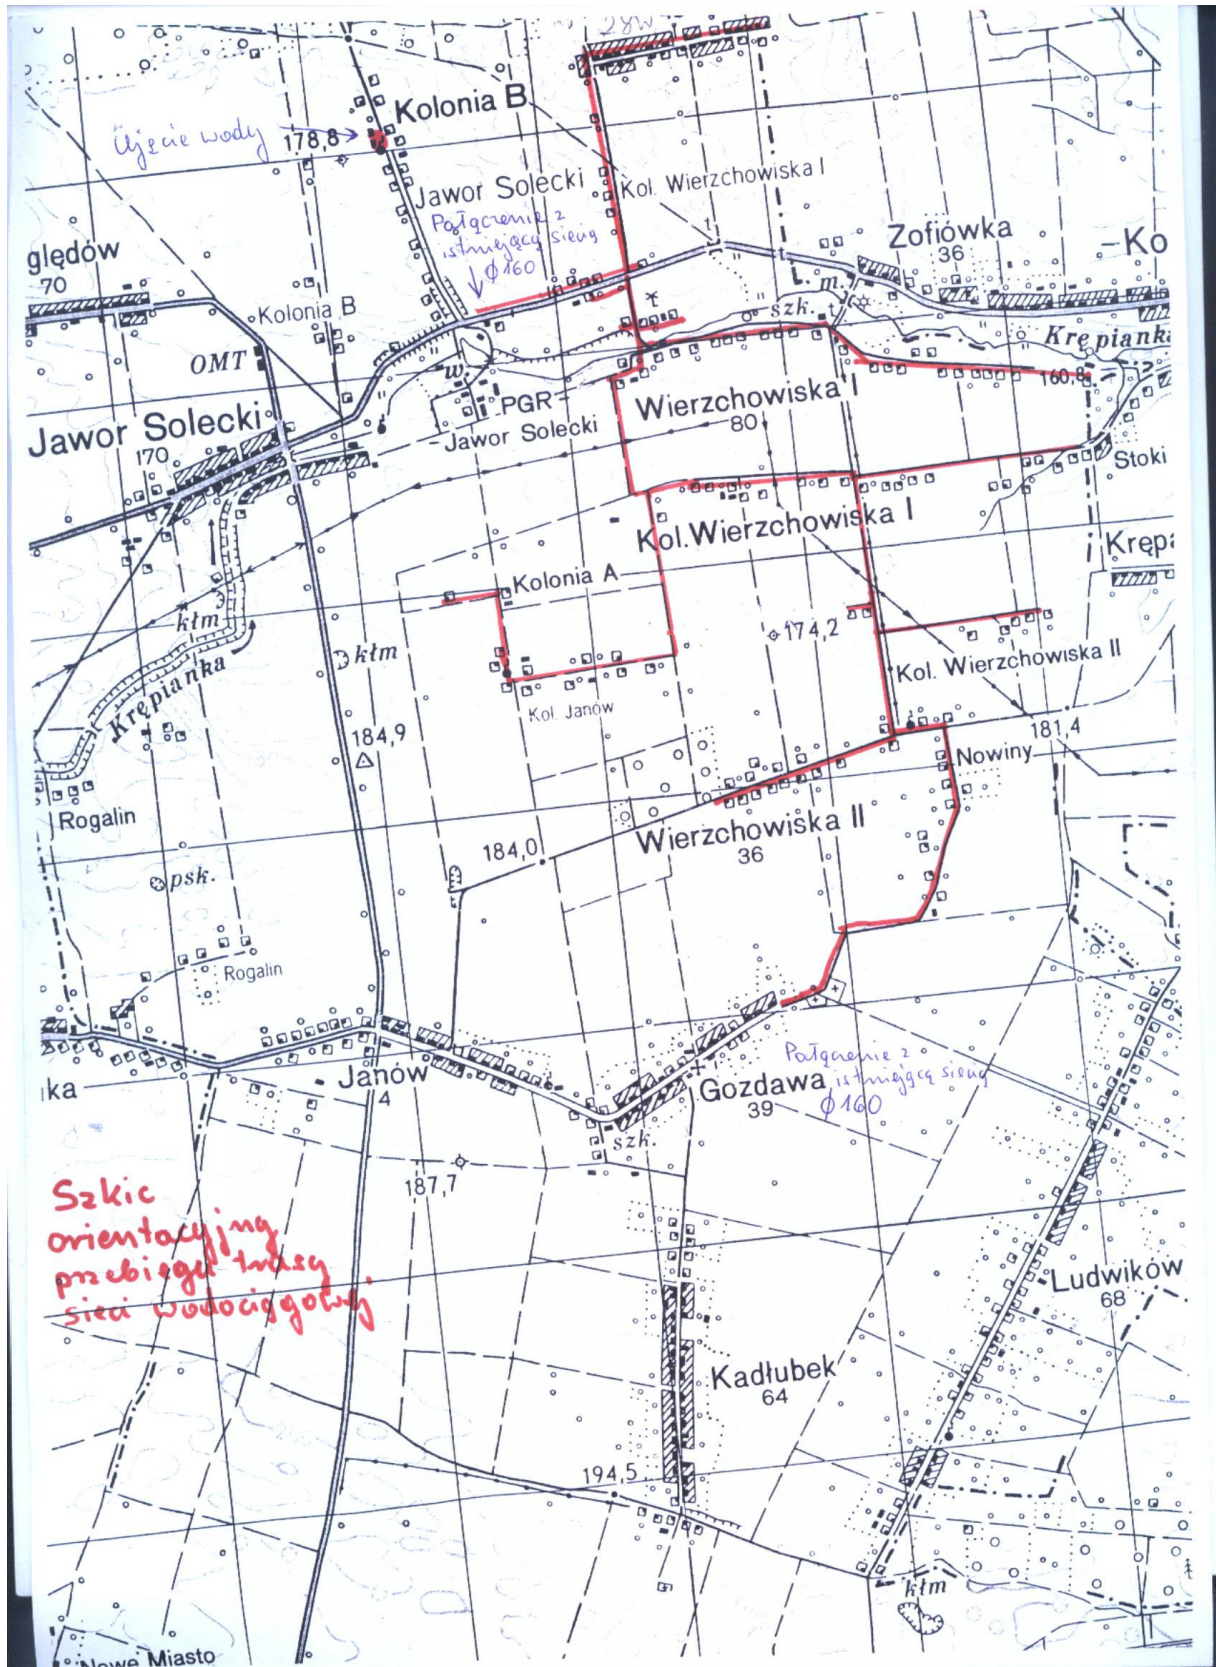 28W
Kolonia B
Ujęcie wody
178,8
Jawor Solecki
Kol. Wierzchowiska I
Połączenie z
istniejącą siecią
ϕ160
Zofiówka
36
-Ko
ględów
70
Kolonia B
t
t
m.
szk.
t
Krępianka
OMT
w.
160,8
PGR
Jawor Solecki
Wierzchowiska I
80
Jawor Solecki
170
Stoki
Kol. Wierzchowiska I
Krępa
Kolonia A
kłm
174,2
kłm
Krępianka
Kol. Wierzchowiska II
Kol. Janów
184,9
181,4
Nowiny
Rogalin
Wierzchowiska II
36
184,0
psk.
Rogalin
Janów
4
ka
Gozdawa
39
Połączenie z
istniejącą siecią
ϕ160
szk.
187,7
Szkic
orientacyjny
przebiegu trasy
sieci wodociągowej
Ludwików
68
Kadłubek
64
194,5
kłm
Nowe Miasto